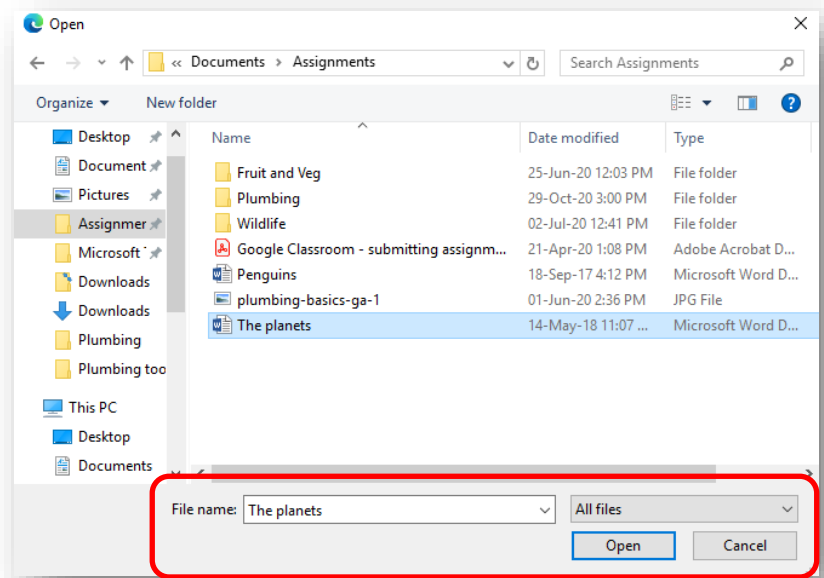 Open
« Documents › Assignments Search Assignments
Organize New folder
Name Date modified Type
Desktop
Document
Pictures
Assignmer
Microsoft
Downloads
Downloads
Plumbing
Plumbing too
This PC
Desktop
Documents
Fruit and Veg 25-Jun-20 12:03 PM File folder
Plumbing 29-Oct-20 3:00 PM File folder
Wildlife 02-Jul-20 12:41 PM File folder
Google Classroom - submitting assignm... 21-Apr-20 1:08 PM Adobe Acrobat D...
Penguins 18-Sep-17 4:12 PM Microsoft Word D...
plumbing-basics-ga-1 01-Jun-20 2:36 PM JPG File
The planets 14-May-18 11:07 ... Microsoft Word D...
File name: The planets All files
Open Cancel